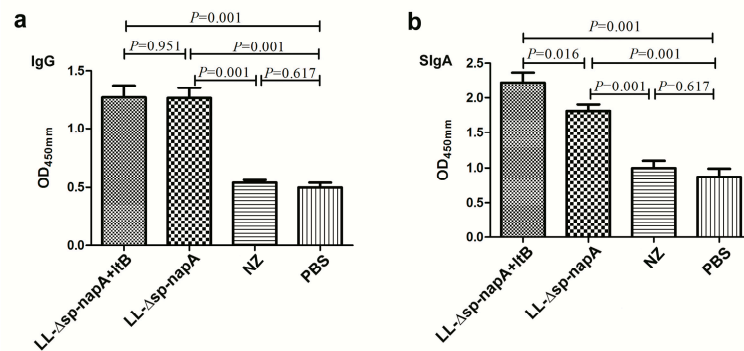 a
P=0.001
IgG
P=0.951
P=0.001
P=0.001
P=0.617
1.5
1.0
0.5
0.0
OD450mm
LL-Δsp-napA+ltB
LL-Δsp-napA
NZ
PBS
b
P=0.001
SIgA
P=0.016
P=0.001
P−0.001
P−0.617
2.5
2.0
1.5
1.0
0.5
0.0
OD450mm
LL-Δsp-napA+ltB
LL-Δsp-napA
NZ
PBS